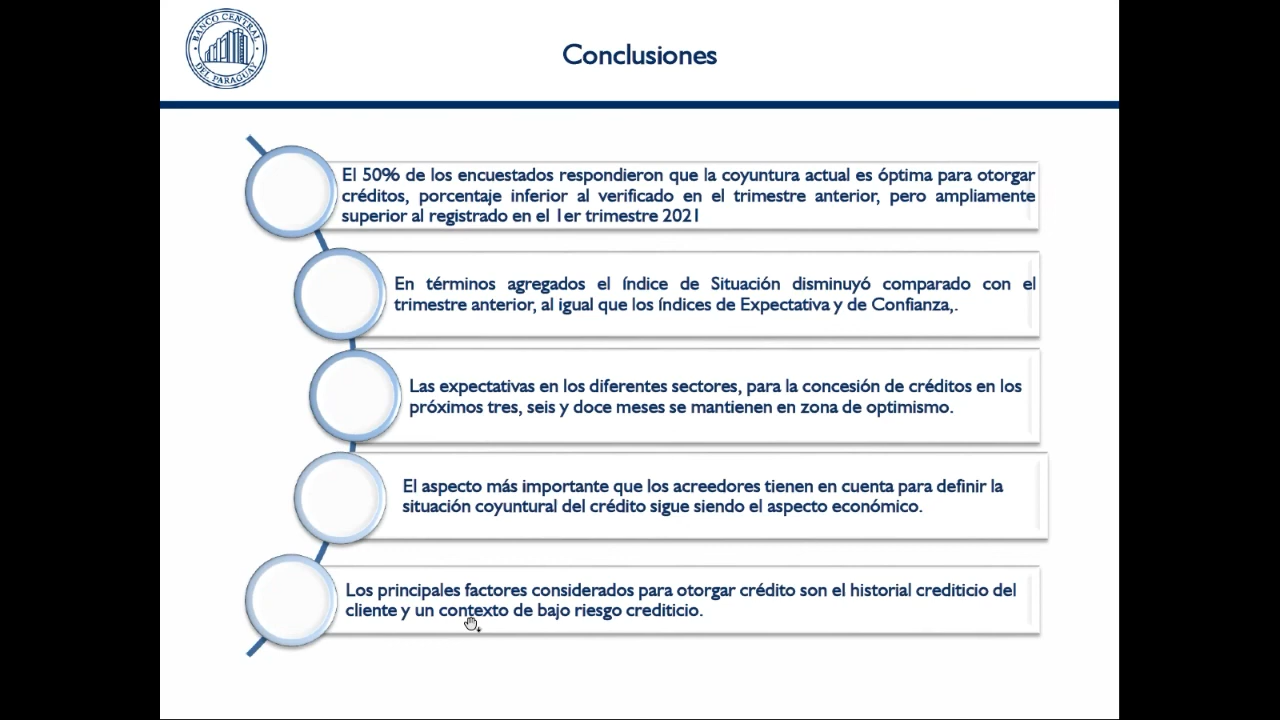 BANCO CENTRAL
DEL PARAGUAY
Conclusiones
El 50% de los encuestados respondieron que la coyuntura actual es óptima para otorgar
créditos, porcentaje inferior al verificado en el trimestre anterior, pero ampliamente
superior al registrado en el 1er trimestre 2021
En términos agregados el índice de Situación disminuyó comparado con el
trimestre anterior, al igual que los índices de Expectativa y de Confianza,.
Las expectativas en los diferentes sectores, para la concesión de créditos en los
próximos tres, seis y doce meses se mantienen en zona de optimismo.
El aspecto más importante que los acreedores tienen en cuenta para definir la
situación coyuntural del crédito sigue siendo el aspecto económico.
Los principales factores considerados para otorgar crédito son el historial crediticio del
cliente y un contexto de bajo riesgo crediticio.